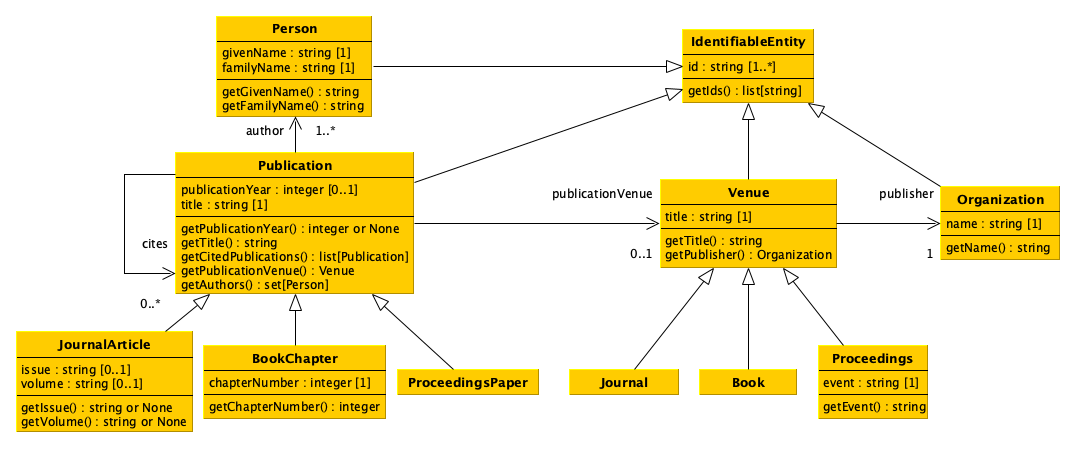 Person
givenName : string [1]
familyName : string [1]
getGivenName() : string
getFamilyName() : string
IdentifiableEntity
id : string [1..*]
getIds() : list[string]
author
1..*
Publication
publicationYear : integer [0..1]
title : string [1]
getPublicationYear() : integer or None
getTitle() : string
getCitedPublications() : list[Publication]
getPublicationVenue() : Venue
getAuthors() : set[Person]
cites
0..*
publicationVenue
0..1
Venue
title : string [1]
getTitle() : string
getPublisher() : Organization
publisher
1
Organization
name : string [1]
getName() : string
JournalArticle
issue : string [0..1]
volume : string [0..1]
getIssue() : string or None
getVolume() : string or None
BookChapter
chapterNumber : integer [1]
getChapterNumber() : integer
ProceedingsPaper
Journal
Book
Proceedings
event : string [1]
getEvent() : string